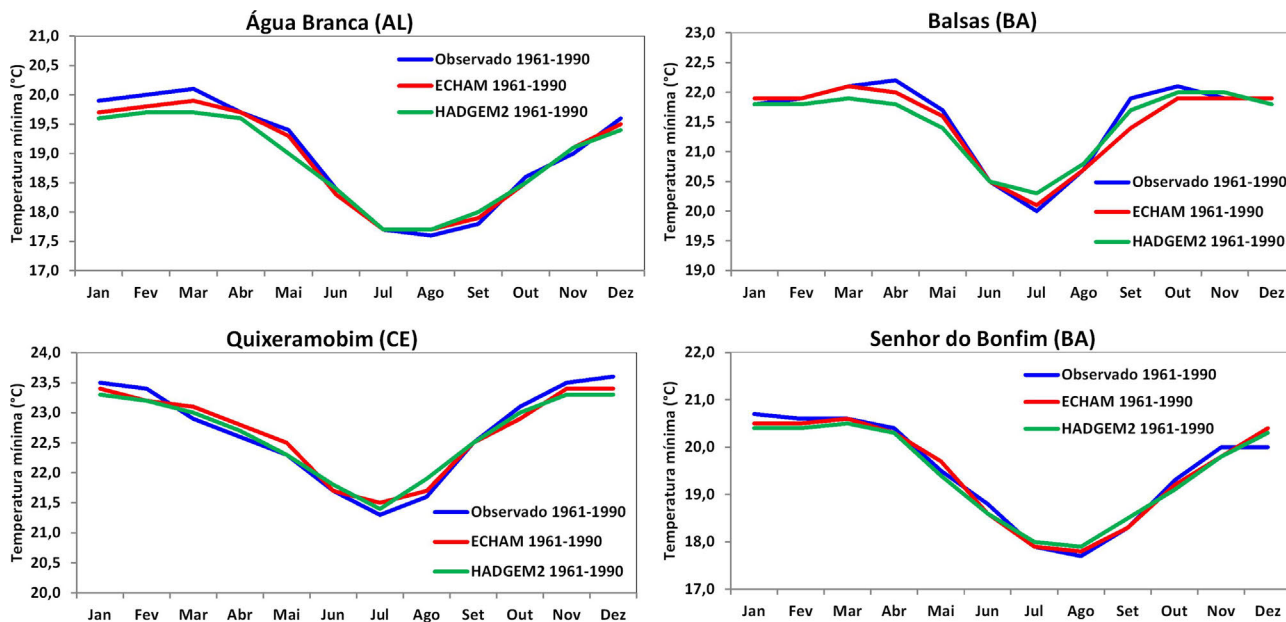 Água Branca (AL)
Temperatura mínima (°C)
21,0
20,5
20,0
19,5
19,0
18,5
18,0
17,5
17,0
Observado 1961-1990
ECHAM 1961-1990
HADGEM2 1961-1990
Jan Fev Mar Abr Mai Jun Jul Ago Set Out Nov Dez
Balsas (BA)
Temperatura mínima (°C)
23,0
22,5
22,0
21,5
21,0
20,5
20,0
19,5
19,0
Observado 1961-1990
ECHAM 1961-1990
HADGEM2 1961-1990
Jan Fev Mar Abr Mai Jun Jul Ago Set Out Nov Dez
Quixeramobim (CE)
Temperatura mínima (°C)
24,0
23,5
23,0
22,5
22,0
21,5
21,0
20,5
20,0
Observado 1961-1990
ECHAM 1961-1990
HADGEM2 1961-1990
Jan Fev Mar Abr Mai Jun Jul Ago Set Out Nov Dez
Senhor do Bonfim (BA)
Temperatura mínima (°C)
22,0
21,0
20,0
19,0
18,0
17,0
Observado 1961-1990
ECHAM 1961-1990
HADGEM2 1961-1990
Jan Fev Mar Abr Mai Jun Jul Ago Set Out Nov Dez